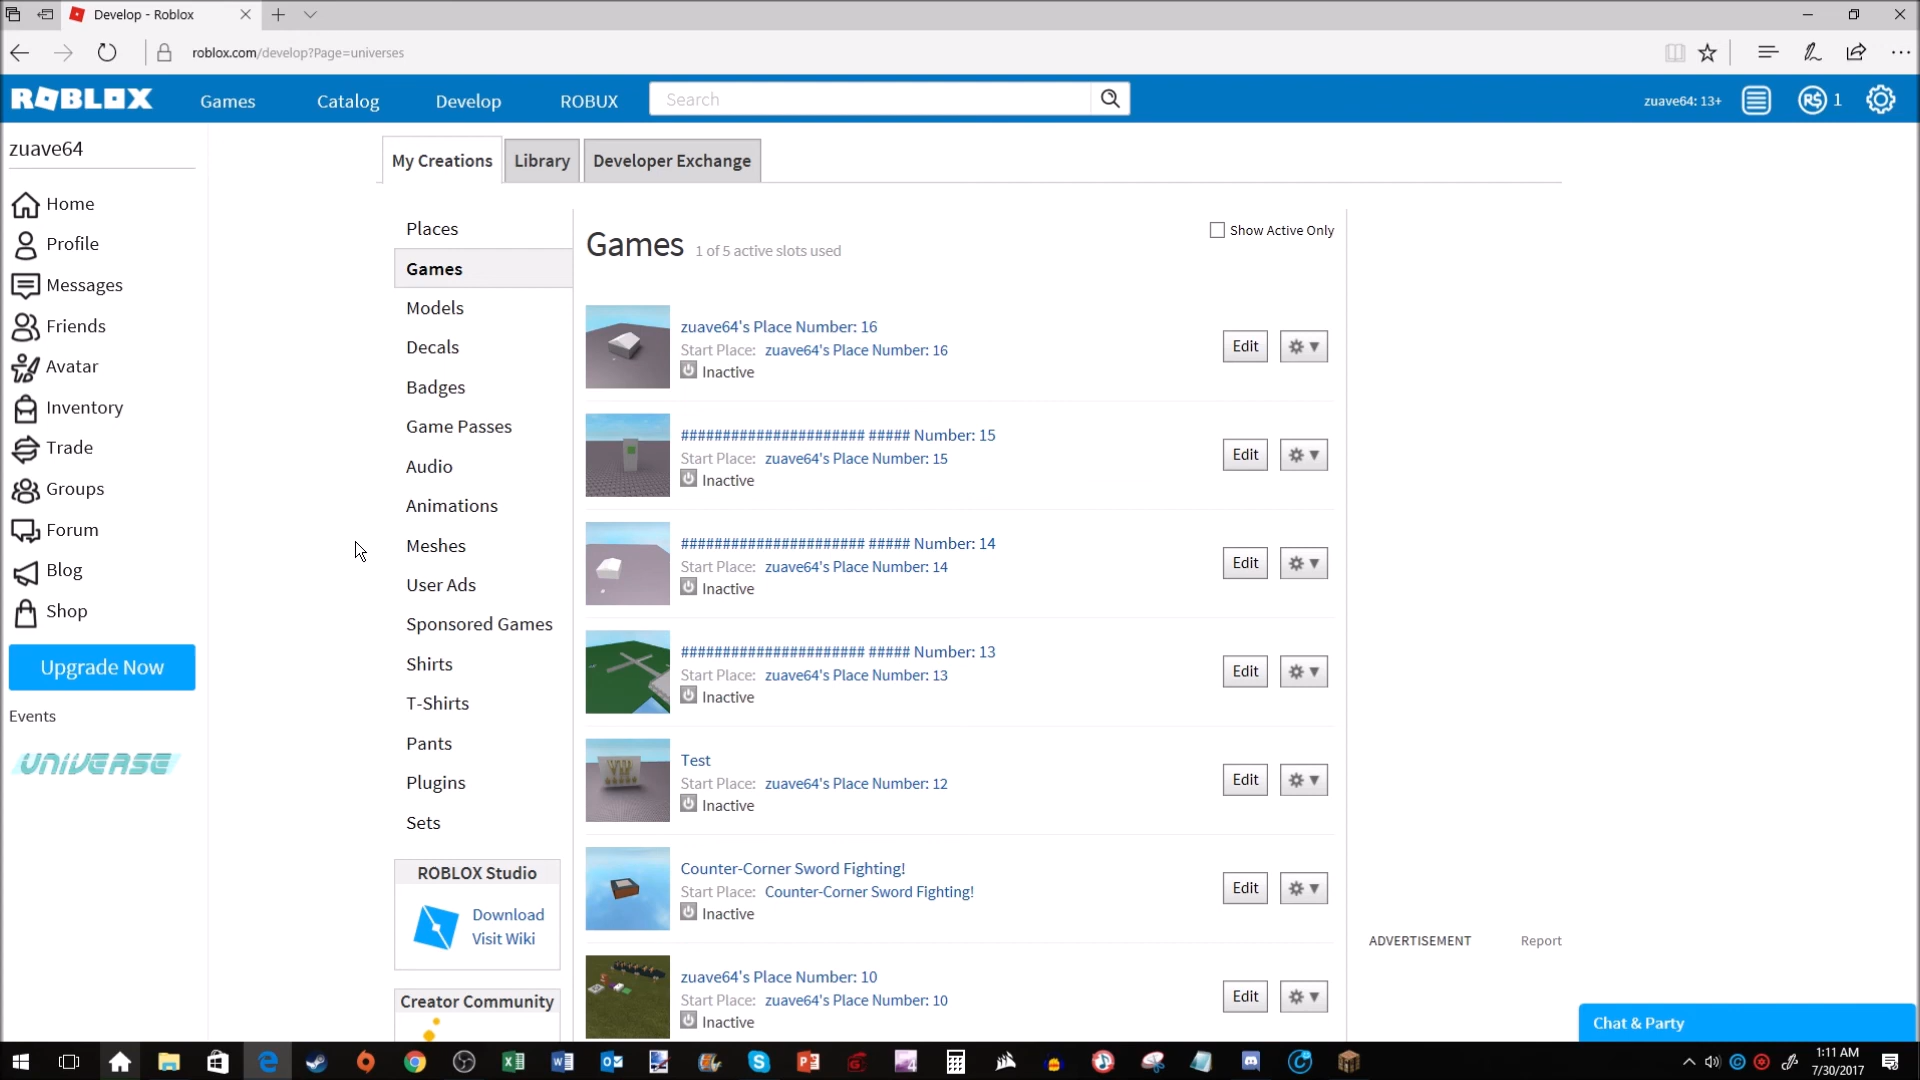 Develop - Roblox
roblox.com/develop?Page=universes
ROBLOX
Games
Catalog
Develop
ROBUX
Search
zuave64: 13+
R$ 1
zuave64
Home
Profile
Messages
Friends
Avatar
Inventory
Trade
Groups
Forum
Blog
Shop
Upgrade Now
Events
UNIVERSE
My Creations
Library
Developer Exchange
Places
Games
Models
Decals
Badges
Game Passes
Audio
Animations
Meshes
User Ads
Sponsored Games
Shirts
T-Shirts
Pants
Plugins
Sets
ROBLOX Studio
Download
Visit Wiki
Creator Community
Games 1 of 5 active slots used
Show Active Only
zuave64's Place Number: 16
Start Place: zuave64's Place Number: 16
Inactive
Edit
###################### ##### Number: 15
Start Place: zuave64's Place Number: 15
Inactive
Edit
###################### ##### Number: 14
Start Place: zuave64's Place Number: 14
Inactive
Edit
###################### ##### Number: 13
Start Place: zuave64's Place Number: 13
Inactive
Edit
VIP
Test
Start Place: zuave64's Place Number: 12
Inactive
Edit
Counter-Corner Sword Fighting!
Start Place: Counter-Corner Sword Fighting!
Inactive
Edit
zuave64's Place Number: 10
Start Place: zuave64's Place Number: 10
Inactive
Edit
ADVERTISEMENT
Report
Chat & Party
1:11 AM
7/30/2017